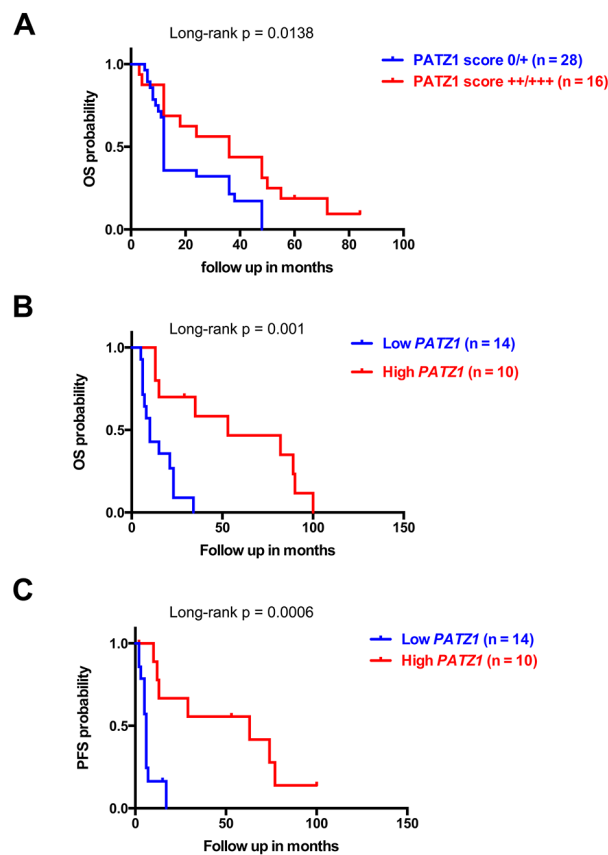 A
Long-rank p = 0.0138
PATZ1 score 0/+ (n = 28)
PATZ1 score ++/+++ (n = 16)
OS probability
1.0
0.5
0.0
0 20 40 60 80 100
follow up in months
B
Long-rank p = 0.001
Low PATZ1 (n = 14)
High PATZ1 (n = 10)
OS probability
1.0
0.5
0.0
0 50 100 150
Follow up in months
C
Long-rank p = 0.0006
Low PATZ1 (n = 14)
High PATZ1 (n = 10)
PFS probability
1.0
0.5
0.0
0 50 100 150
Follow up in months